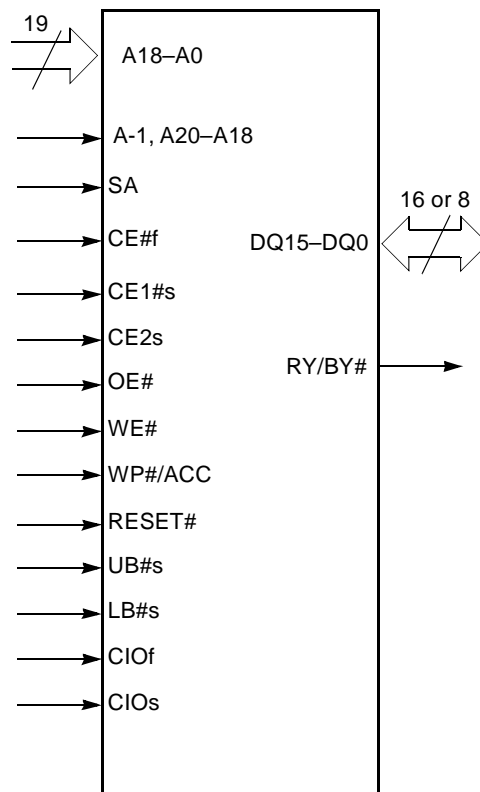 19
A18–A0
A-1, A20–A18
SA
16 or 8
CE#f
DQ15–DQ0
CE1#s
CE2s
RY/BY#
OE#
WE#
WP#/ACC
RESET#
UB#s
LB#s
CIOf
CIOs